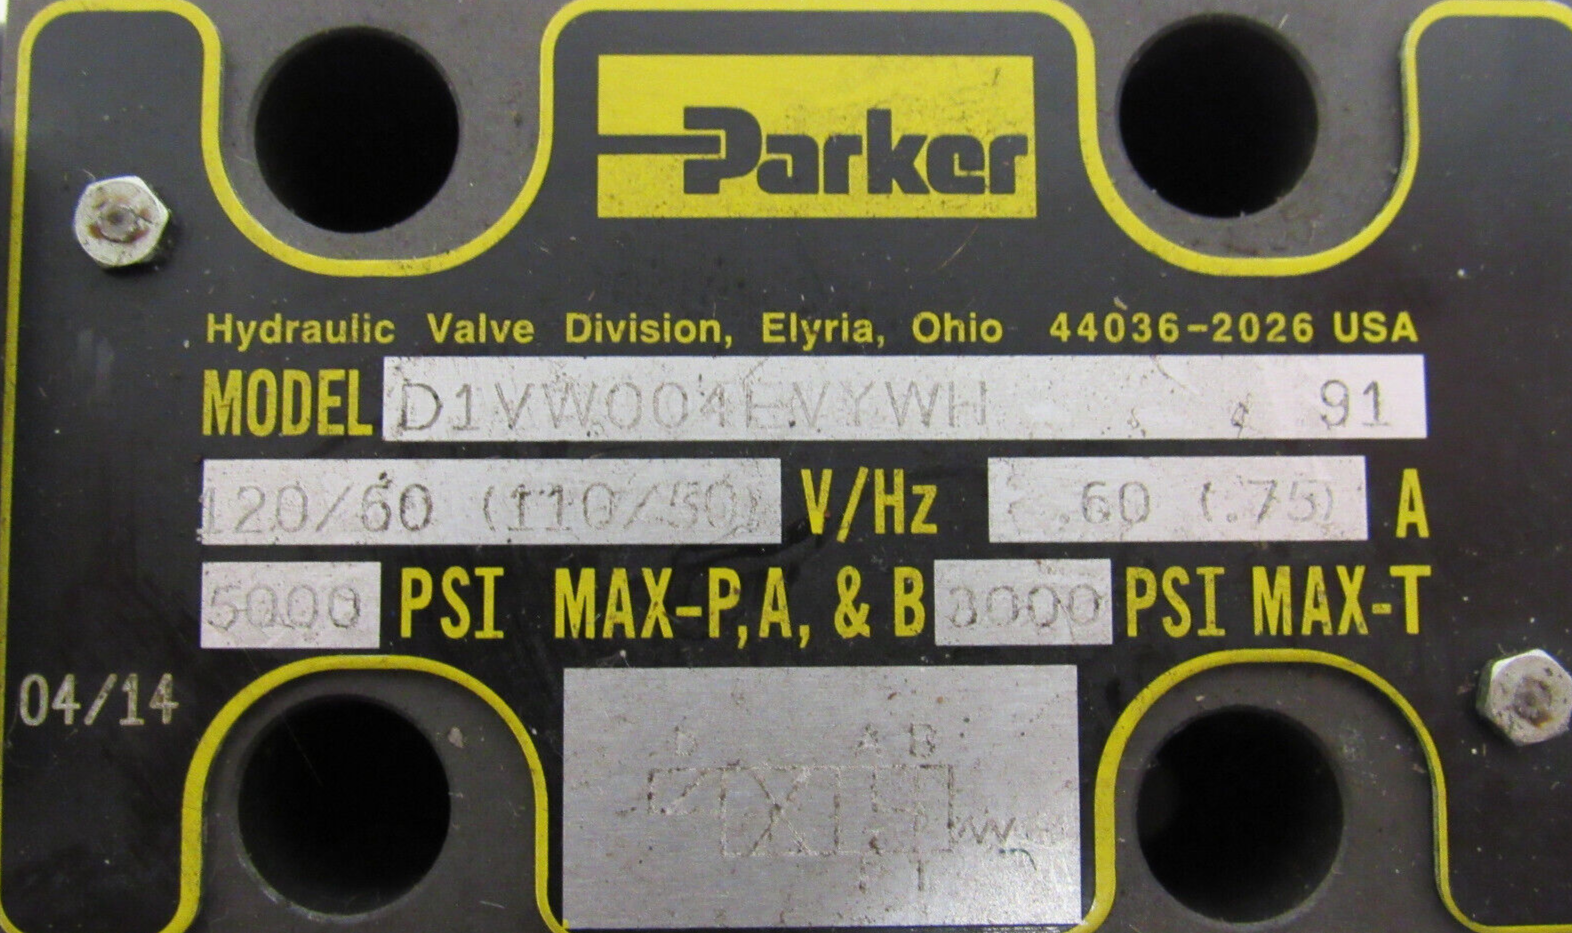 Parker
Hydraulic Valve Division, Elyria, Ohio 44036-2026 USA
MODEL D1VW004EVYWH 91
120/60 (110/50) V/Hz .60 (.75) A
5000 PSI MAX-P,A, & B 3000 PSI MAX-T
04/14
A B